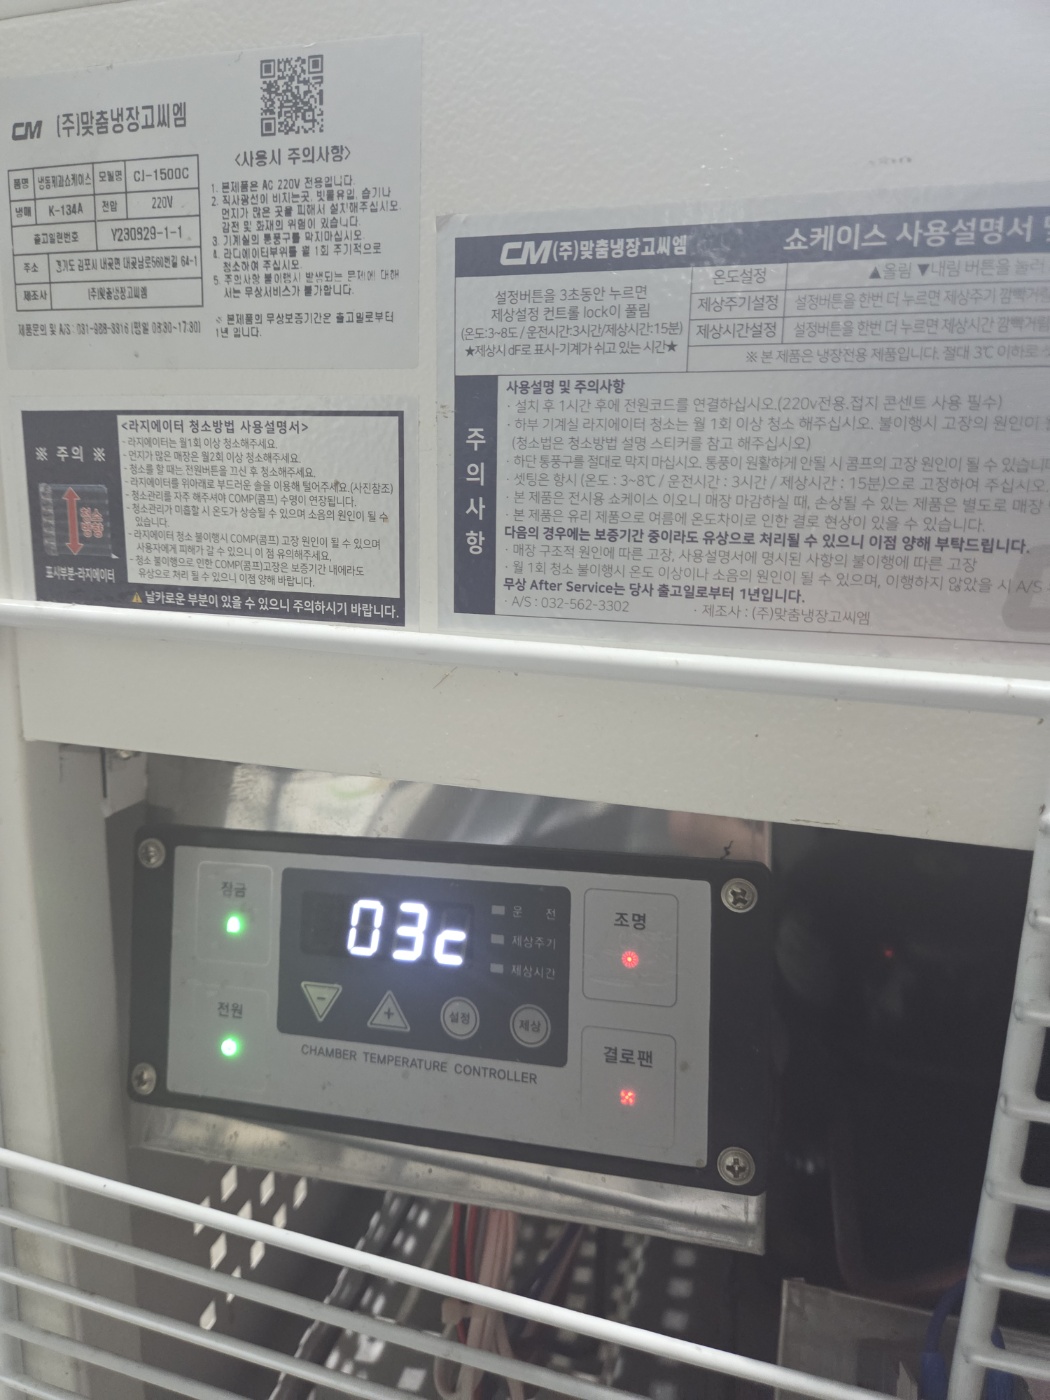 CM (주)맞춤냉장고씨엠
품명 냉동제과쇼케이스 모델명 CJ-1500C
냉매 K-134A 전압 220V
출고일련번호 Y230929-1-1
주소 경기도 김포시 대곶면 대곶남로560번길 64-1
제조사 (주)맞춤냉장고씨엠
<사용시 주의사항>
1. 본제품은 AC 220V 전용입니다.
2. 직사광선이 비치는곳, 빗물유입, 습기나
먼지가 많은 곳을 피해서 설치해주십시오.
감전 및 화재의 위험이 있습니다.
3. 기계실의 통풍구를 막지마십시오.
4. 라디에이터부위를 월 1회 주기적으로
청소하여 주십시오.
5. 주의사항 불이행시 발생되는 문제에 대해
서는 무상서비스가 불가합니다.
※ 본제품의 무상보증기간은 출고일로부터
1년 입니다.
CM (주)맞춤냉장고씨엠
쇼케이스 사용설명서 및
설정버튼을 3초동안 누르면
제상설정 컨트롤 lock이 풀림
(온도:3~8도 / 운전시간:3시간/제상시간:15분)
★제상시 dF로 표시-기계가 쉬고 있는 시간★
온도설정 ▲올림 ▼내림 버튼을 눌러
제상주기설정 설정버튼을 한번 더 누르면 제상주기 깜빡거림
제상시간설정 설정버튼을 한번 더 누르면 제상시간 깜빡거림
※ 본 제품은 냉장전용 제품입니다. 절대 3℃ 이하로
주의사항
사용설명 및 주의사항
· 설치 후 1시간 후에 전원코드를 연결하십시오.(220v전용.접지 콘센트 사용 필수)
· 하부 기계실 라지에이터 청소는 월 1회 이상 청소 해주십시오. 불이행시 고장의 원인이
(청소법은 청소방법 설명 스티커를 참고 해주십시오)
· 하단 통풍구를 절대로 막지 마십시오. 통풍이 원활하게 안될 시 콤프의 고장 원인이 될 수 있습니
· 셋팅은 항시 (온도 : 3~8℃ / 운전시간 : 3시간 / 제상시간 : 15분)으로 고정하여 주십시오.
· 본 제품은 전시용 쇼케이스 이오니 매장 마감하실 때, 손상될 수 있는 제품은 별도로 매장
· 본 제품은 유리 제품으로 여름에 온도차이로 인한 결로 현상이 있을 수 있습니다.
다음의 경우에는 보증기간 중이라도 유상으로 처리될 수 있으니 이점 양해 부탁드립니다.
· 매장 구조적 원인에 따른 고장, 사용설명서에 명시된 사항의 불이행에 따른 고장
· 월 1회 청소 불이행시 온도 이상이나 소음의 원인이 될 수 있으며, 이행하지 않았을 시 A/S
무상 After Service는 당사 출고일로부터 1년입니다.
· A/S : 032-562-3302 · 제조사 : (주)맞춤냉장고씨엠
※ 주의 ※
청소
방향
표시부분-라지에이터
<라지에이터 청소방법 사용설명서>
- 라지에이터는 월1회 이상 청소해주세요.
- 먼지가 많은 매장은 월2회 이상 청소해주세요.
- 청소를 할 때는 전원버튼을 끄신 후 청소해주세요.
- 라지에이터를 위아래로 부드러운 솔을 이용해 털어주세요.(사진참조)
- 청소관리를 자주 해주셔야 COMP(콤프) 수명이 연장됩니다.
- 청소관리가 미흡할 시 온도가 상승될 수 있으며 소음의 원인이 될 수
있습니다.
- 라지에이터 청소 불이행시 COMP(콤프) 고장 원인이 될 수 있으며
사용자에게 피해가 갈 수 있으니 이 점 유의해주세요.
- 청소 불이행으로 인한 COMP(콤프)고장은 보증기간 내에라도
유상으로 처리 될 수 있으니 이점 양해 바랍니다.
⚠ 날카로운 부분이 있을 수 있으니 주의하시기 바랍니다.
잠금
전원
03c
운 전
제상주기
제상시간
− + 설정 제상
CHAMBER TEMPERATURE CONTROLLER
조명
결로팬